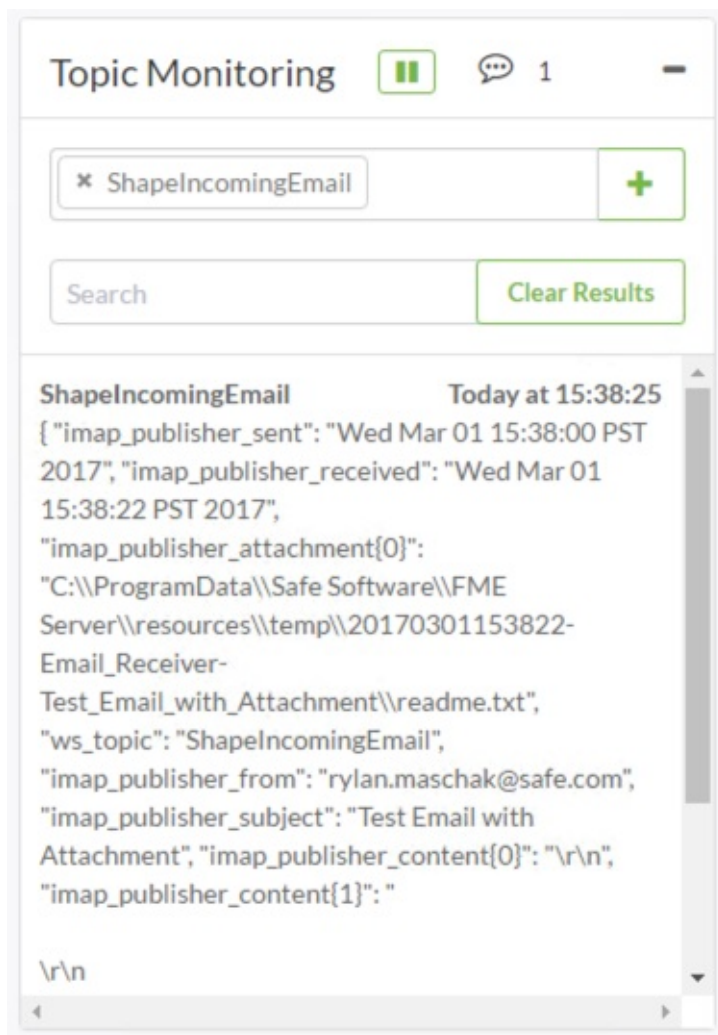 Topic Monitoring 1
× ShapeIncomingEmail
Search Clear Results
ShapeIncomingEmail Today at 15:38:25
{ "imap_publisher_sent": "Wed Mar 01 15:38:00 PST
2017", "imap_publisher_received": "Wed Mar 01
15:38:22 PST 2017",
"imap_publisher_attachment{0}":
"C:\\ProgramData\\Safe Software\\FME
Server\\resources\\temp\\20170301153822-
Email_Receiver-
Test_Email_with_Attachment\\readme.txt",
"ws_topic": "ShapeIncomingEmail",
"imap_publisher_from": "rylan.maschak@safe.com",
"imap_publisher_subject": "Test Email with
Attachment", "imap_publisher_content{0}": "\r\n",
"imap_publisher_content{1}": "
\r\n